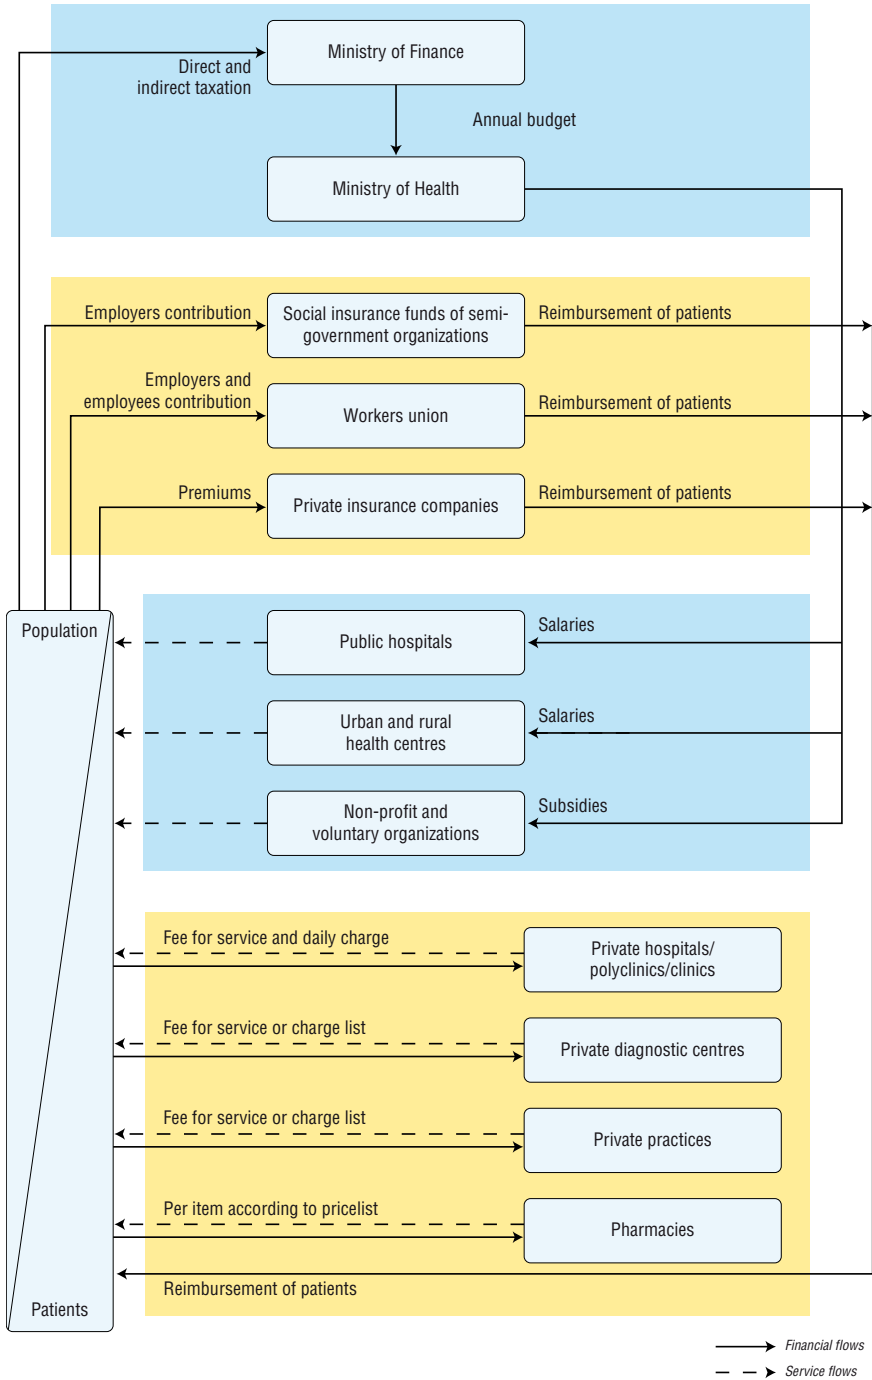 Ministry of Finance
Direct and
indirect taxation
Annual budget
Ministry of Health
Employers contribution
Social insurance funds of semi-
government organizations
Reimbursement of patients
Employers and
employees contribution
Workers union
Reimbursement of patients
Premiums
Private insurance companies
Reimbursement of patients
Population
Public hospitals
Salaries
Urban and rural
health centres
Salaries
Non-profit and
voluntary organizations
Subsidies
Fee for service and daily charge
Private hospitals/
polyclinics/clinics
Fee for service or charge list
Private diagnostic centres
Fee for service or charge list
Private practices
Per item according to pricelist
Pharmacies
Reimbursement of patients
Patients
Financial flows
Service flows